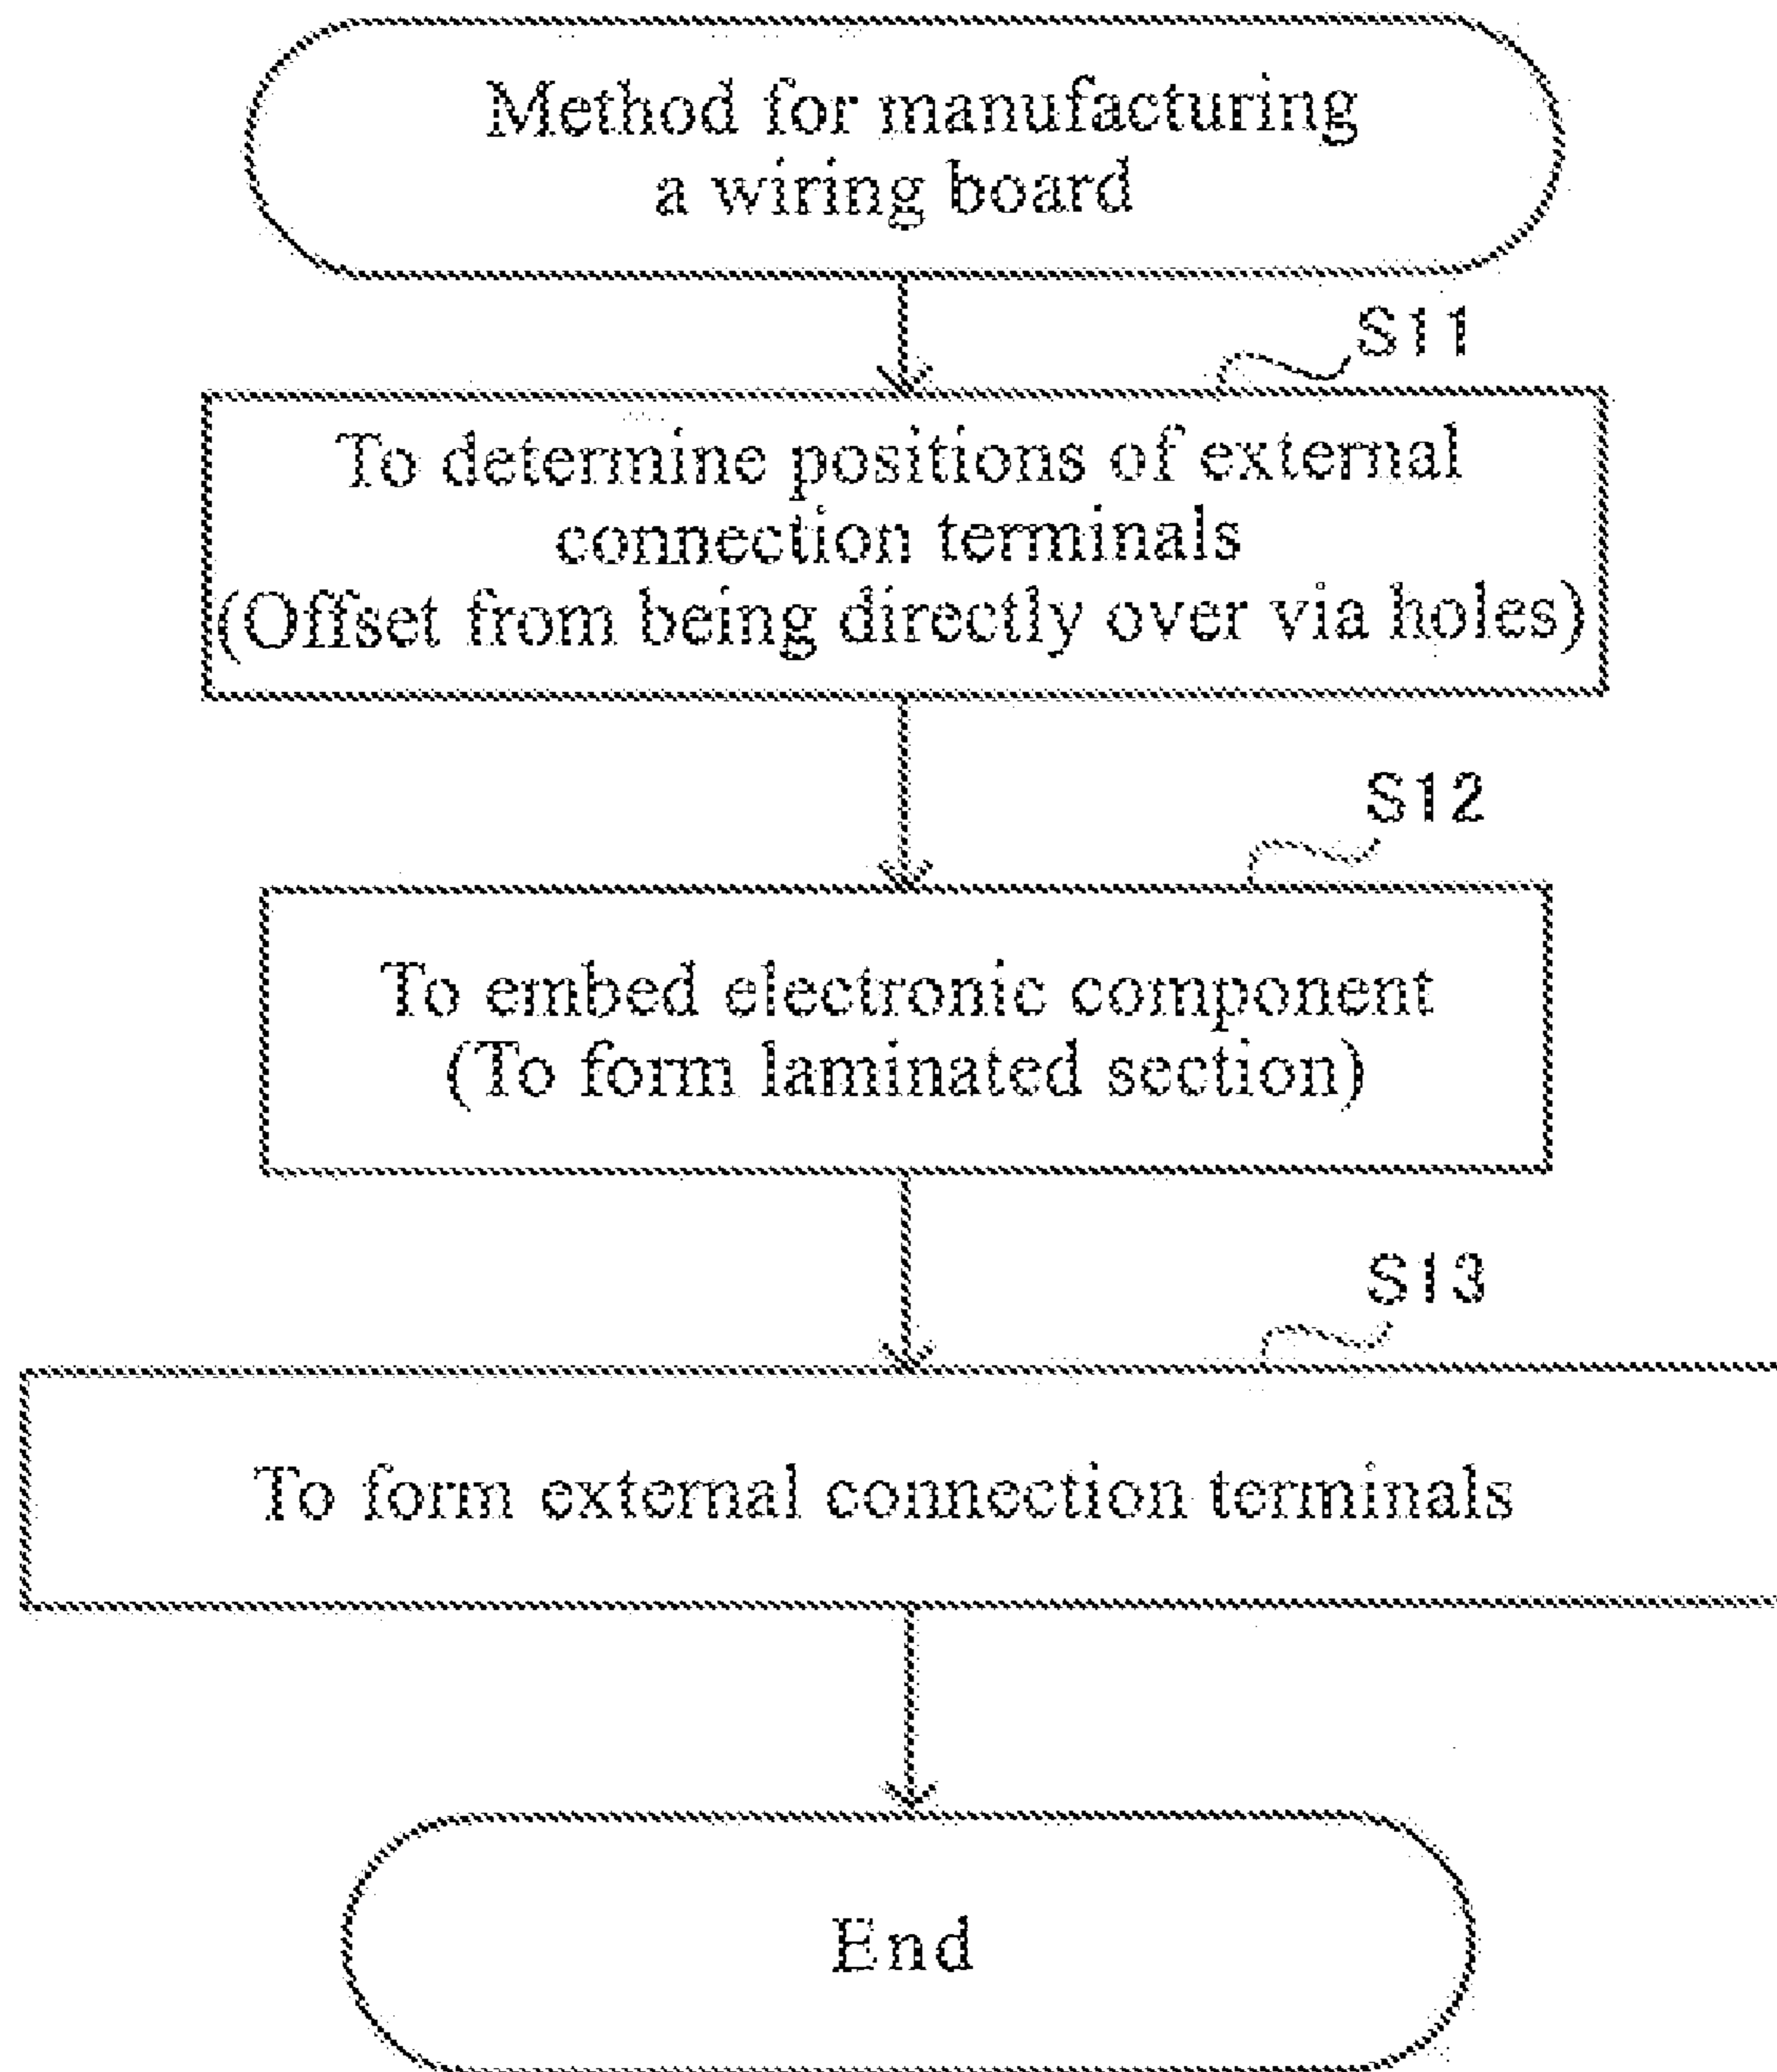 Method for manufacturing
a wiring board
S11
To determine positions of external
connection terminals
(Offset from being directly over via holes)
S12
To embed electronic component
(To form laminated section)
S13
To form external connection terminals
End